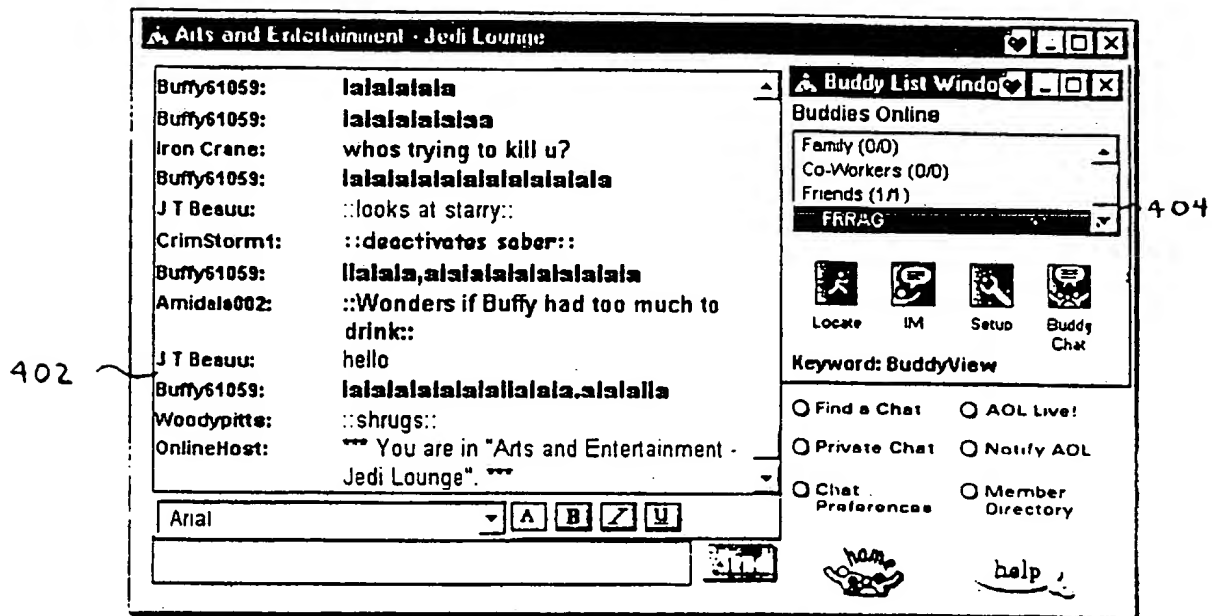 Arts and Entertainment - Jedi Lounge
Buffy61059: lalalalala
Buffy61059: lalalalalalaa
Iron Crane: whos trying to kill u?
Buffy61059: lalalalalalalalalalalala
J T Beauu: ::looks at starry::
CrimStorm1: ::deactivates saber::
Buffy61059: llalala,alalalalalalalalala
Amidala002: ::Wonders if Buffy had too much to
drink::
J T Beauu: hello
Buffy61059: lalalalalalalallalala.alalalla
Woodypitts: ::shrugs::
OnlineHost: *** You are in "Arts and Entertainment -
Jedi Lounge". ***
Arial
A B I U
Buddy List Windo
Buddies Online
Family (0/0)
Co-Workers (0/0)
Friends (1/1)
FRRAG
Locate IM Setup Buddy
Chat
Keyword: BuddyView
Find a Chat AOL Live!
Private Chat Notify AOL
Chat Member
Preferences Directory
home help
402
404